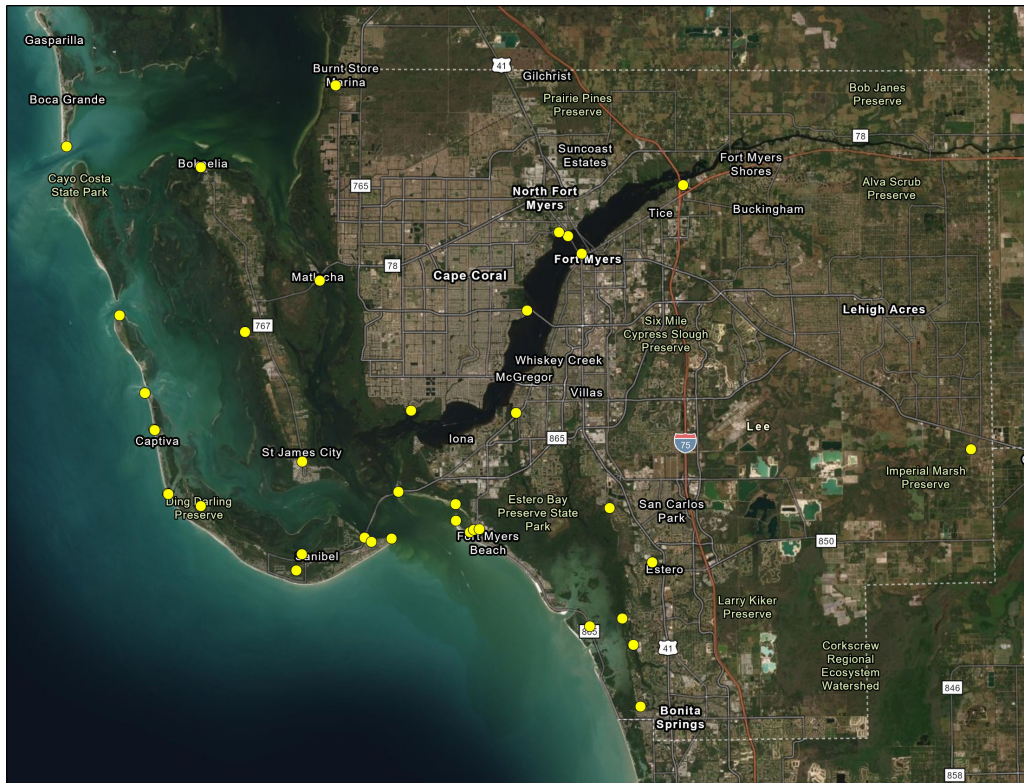 Gasparilla
Burnt Store
Marina
41
Gilchrist
Boca Grande
Prairie Pines
Preserve
Bob Janes
Preserve
78
Suncoast
Estates
Fort Myers
Shores
Bokeelia
Cayo Costa
State Park
765
North Fort
Myers
Alva Scrub
Preserve
Tice
Buckingham
Fort Myers
78
Matlacha
Cape Coral
Lehigh Acres
767
Six Mile
Cypress Slough
Preserve
Whiskey Creek
McGregor
Villas
Captiva
Iona
865
75
Lee
St James City
Imperial Marsh
Preserve
Ding Darling
Preserve
Estero Bay
Preserve State
Park
San Carlos
Park
Fort Myers
Beach
850
Sanibel
Estero
Larry Kiker
Preserve
865
41
Corkscrew
Regional
Ecosystem
Watershed
846
Bonita
Springs
858